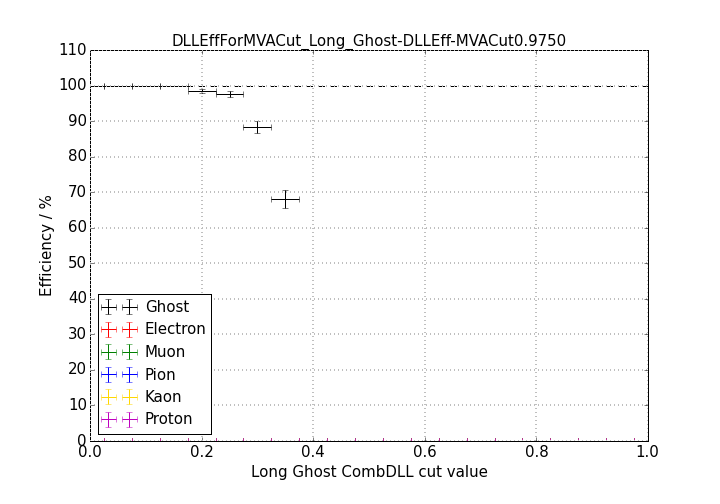 DLLEffForMVACut_Long_Ghost-DLLEff-MVACut0.9750
110
100
90
80
70
60
50
40
30
20
10
0
Efficiency / %
Ghost
Electron
Muon
Pion
Kaon
Proton
0.0 0.2 0.4 0.6 0.8 1.0
Long Ghost CombDLL cut value